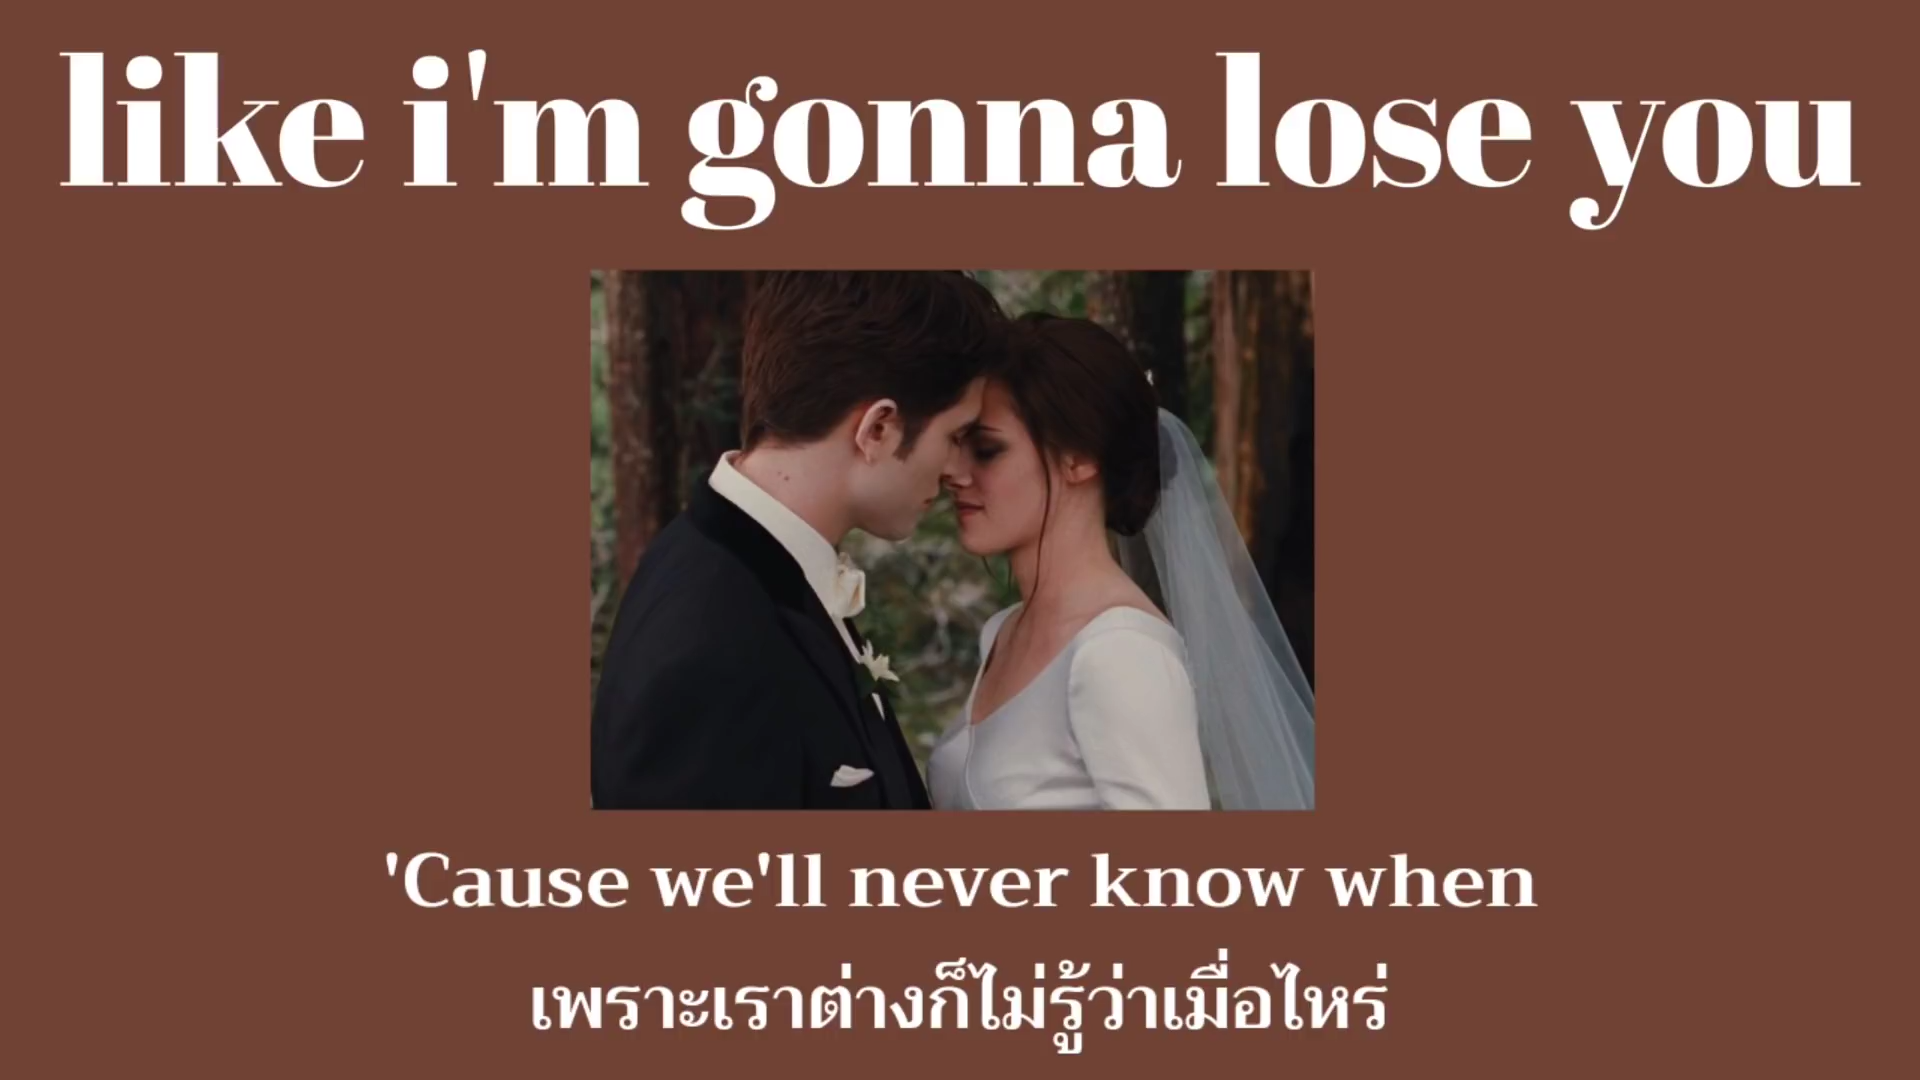 like i'm gonna lose you
'Cause we'll never know when
เพราะเราต่างก็ไม่รู้ว่าเมื่อไหร่